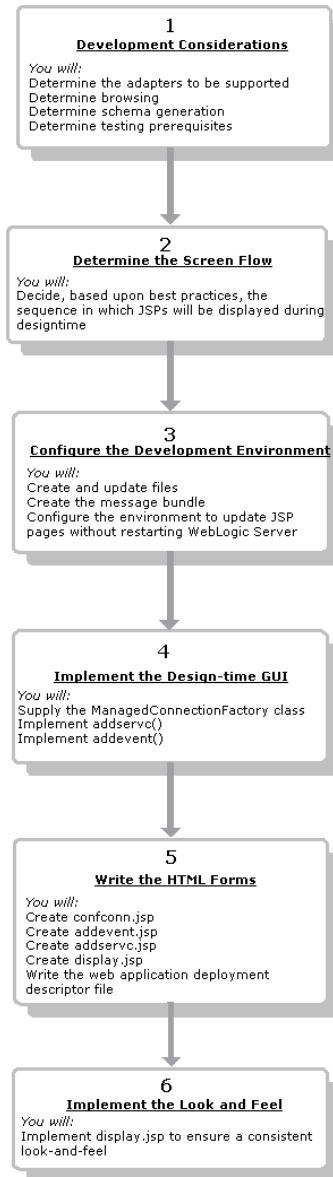 1
Development Considerations
You will:
Determine the adapters to be supported
Determine browsing
Determine schema generation
Determine testing prerequisites
2
Determine the Screen Flow
You will:
Decide, based upon best practices, the
sequence in which JSPs will be displayed during
designtime
3
Configure the Development Environment
You will:
Create and update files
Create the message bundle
Configure the environment to update JSP
pages without restarting WebLogic Server
4
Implement the Design-time GUI
You will:
Supply the ManagedConnectionFactory class
Implement addservc()
Implement addevent()
5
Write the HTML Forms
You will:
Create confconn.jsp
Create addevent.jsp
Create addservc.jsp
Create display.jsp
Write the web application deployment
descriptor file
6
Implement the Look and Feel
You will:
Implement display.jsp to ensure a consistent
look-and-feel